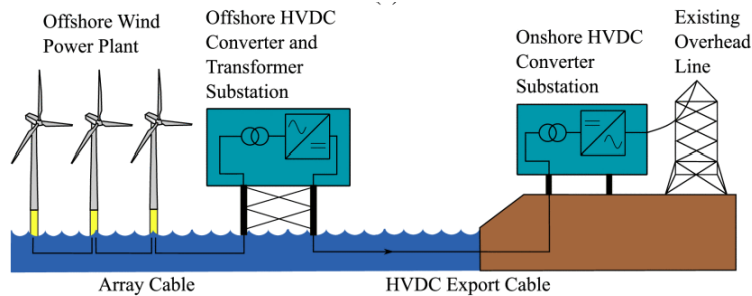 Offshore Wind
Power Plant
Offshore HVDC
Converter and
Transformer
Substation
Onshore HVDC
Converter
Substation
Existing
Overhead
Line
Array Cable
HVDC Export Cable